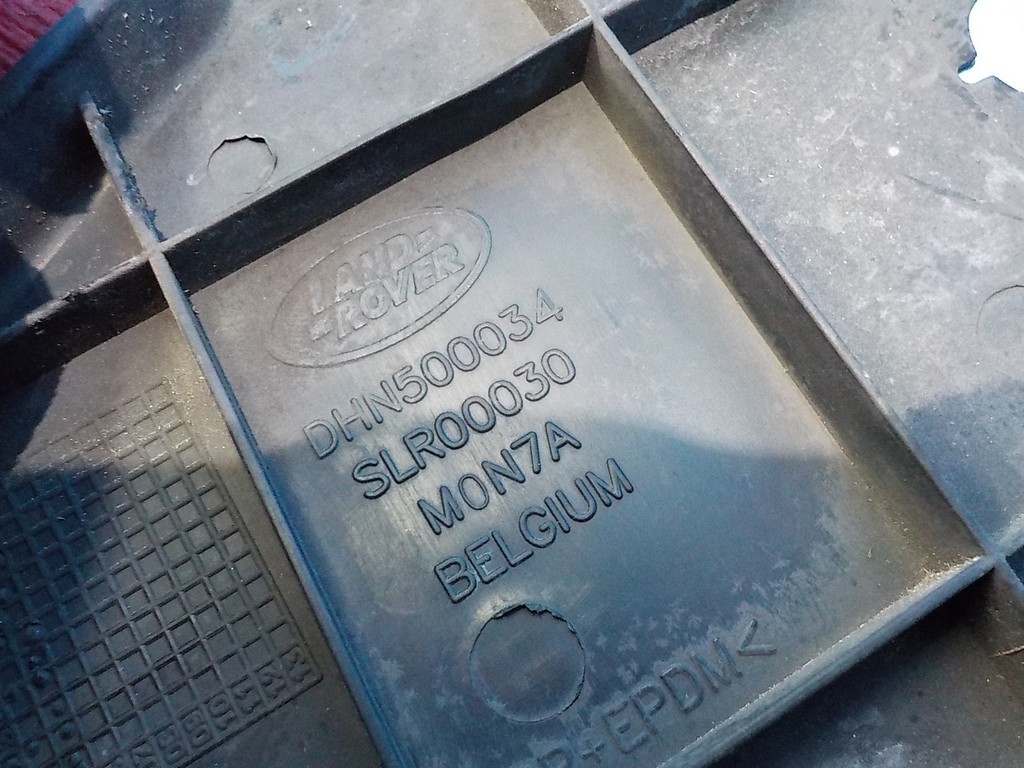 LAND-
-ROVER
DHN500034
SLR00030
M0N7A
BELGIUM
P+EPDM<